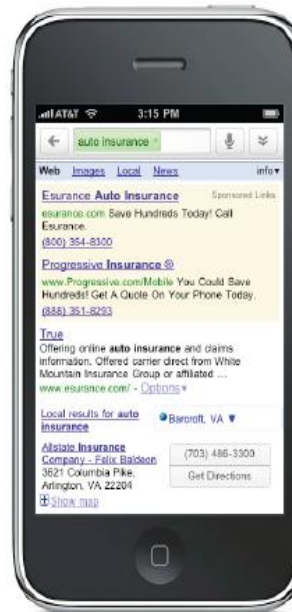 AT&T 3:15 PM
auto insurance
Web Images Local News info ▾
Esurance Auto Insurance Sponsored Links
esurance.com Save Hundreds Today! Call
Esurance.
(800) 354-8300
Progressive Insurance ®
www.Progressive.com/Mobile You Could Save
Hundreds! Get A Quote On Your Phone Today.
(888) 351-8293
True
Offering online auto insurance and claims
information. Offered carrier direct from White
Mountain Insurance Group or affiliated ...
www.esurance.com/ - Options ▾
Local results for auto
insurance
Barcroft, VA ▼
Allstate Insurance
Company - Felix Baldeon
3621 Columbia Pike,
Arlington, VA 22204
(703) 486-3300
Get Directions
Show map